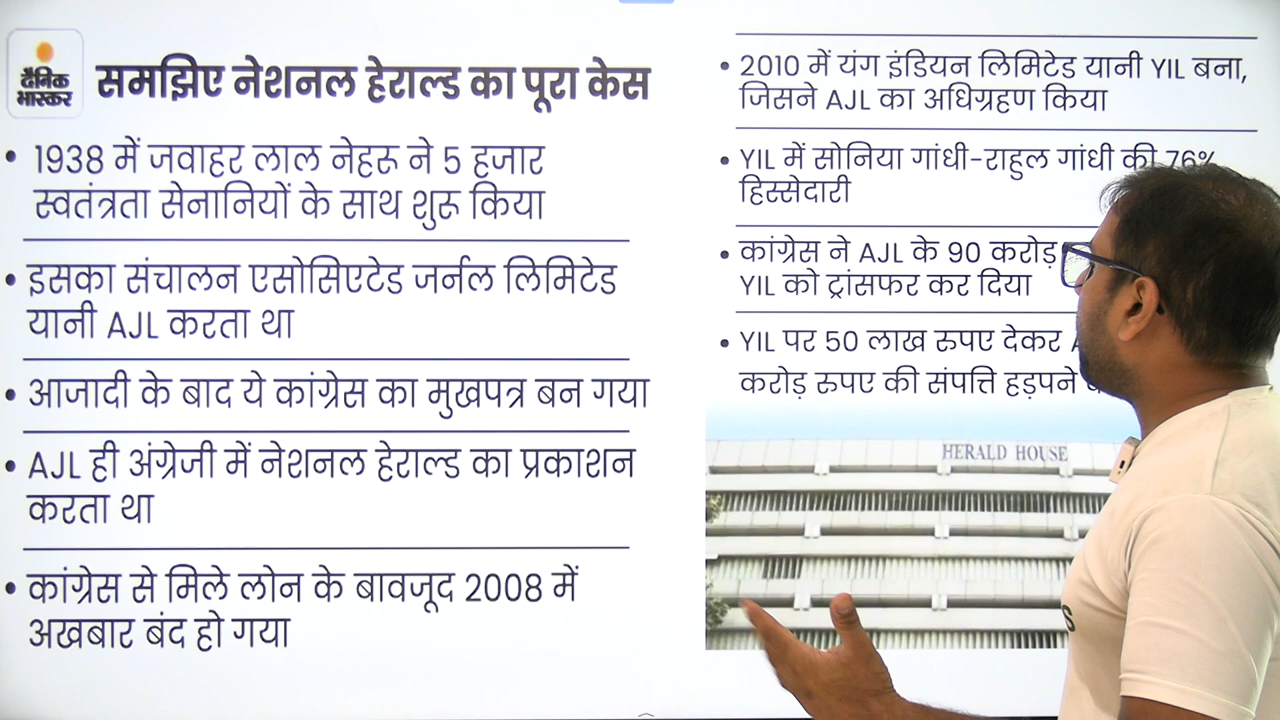 दैनिक
भास्कर
समझिए नेशनल हेराल्ड का पूरा केस
• 1938 में जवाहर लाल नेहरू ने 5 हजार
स्वतंत्रता सेनानियों के साथ शुरू किया
• इसका संचालन एसोसिएटेड जर्नल लिमिटेड
यानी AJL करता था
• आजादी के बाद ये कांग्रेस का मुखपत्र बन गया
• AJL ही अंग्रेजी में नेशनल हेराल्ड का प्रकाशन
करता था
• कांग्रेस से मिले लोन के बावजूद 2008 में
अखबार बंद हो गया
• 2010 में यंग इंडियन लिमिटेड यानी YIL बना,
जिसने AJL का अधिग्रहण किया
• YIL में सोनिया गांधी-राहुल गांधी की 76%
हिस्सेदारी
• कांग्रेस ने AJL के 90 करोड़
YIL को ट्रांसफर कर दिया
• YIL पर 50 लाख रुपए देकर
करोड़ रुपए की संपत्ति हड़पने
HERALD HOUSE
S